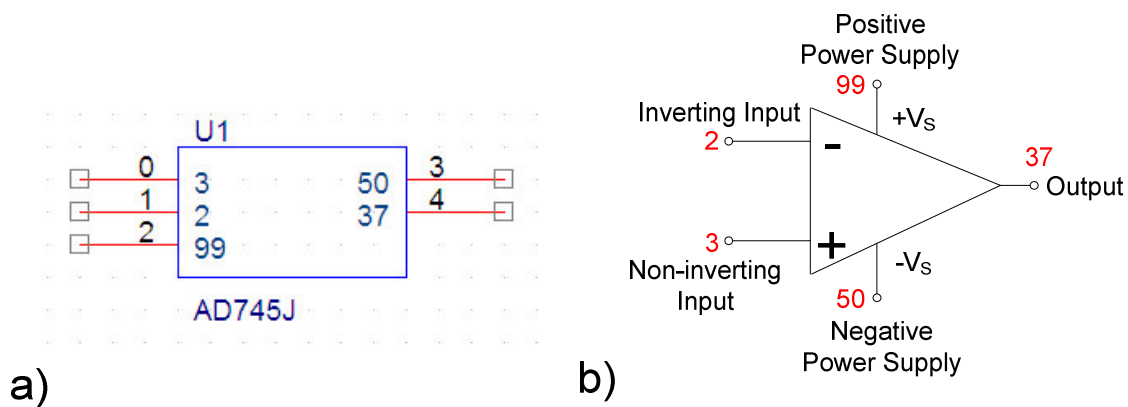 U1
0 3 50 3
1 2 37 4
2 99
AD745J
a)
Positive
Power Supply
99
+VS
Inverting Input
2
-
37
Output
3
+
Non-inverting
Input
-VS
50
Negative
Power Supply
b)